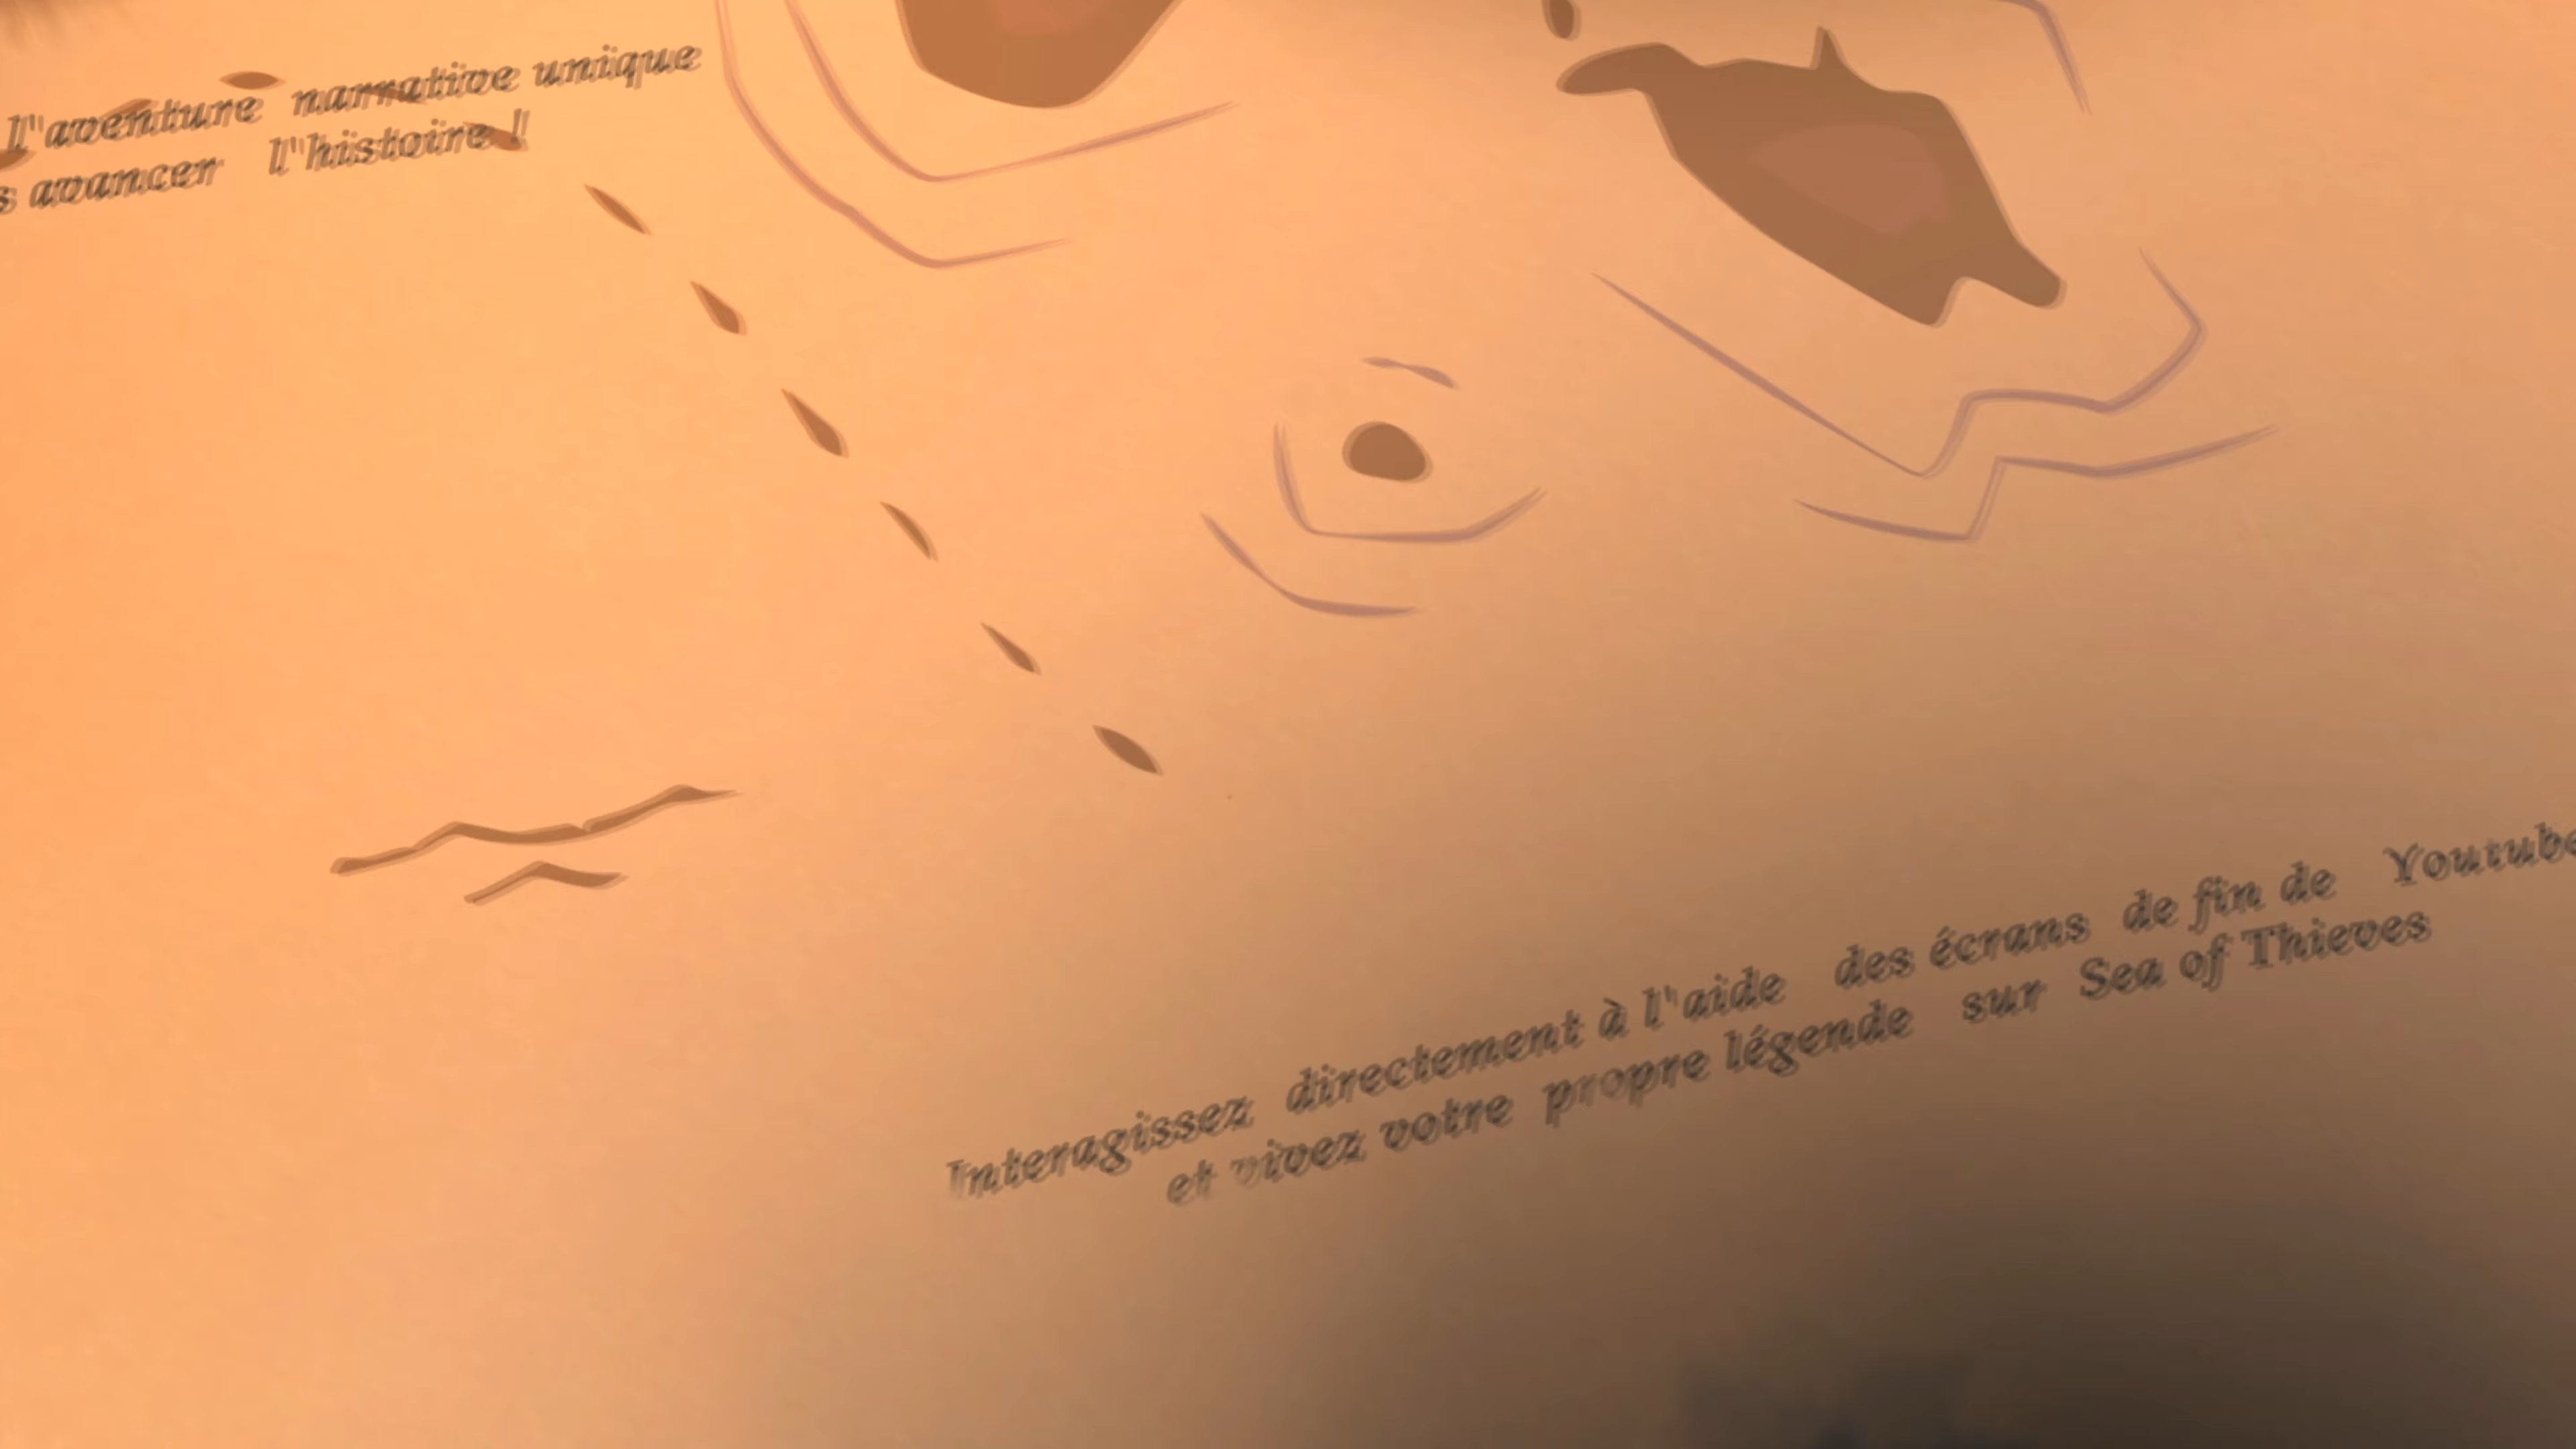 l'aventure narrative unique
avancer l'histoire !
Interagissez directement à l'aide des écrans de fin de Youtube
et vivez votre propre légende sur Sea of Thieves